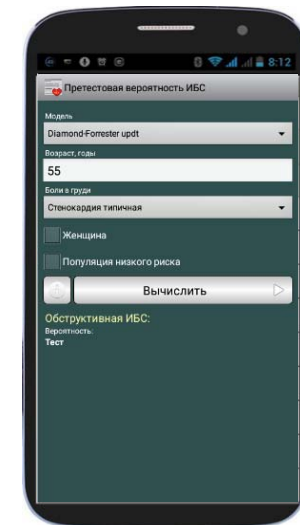 8:12
Претестовая вероятность ИБС
Модель
Diamond-Forrester updt
Возраст, годы
55
Боли в груди
Стенокардия типичная
Женщина
Популяция низкого риска
Вычислить
Обструктивная ИБС:
Вероятность:
Тест